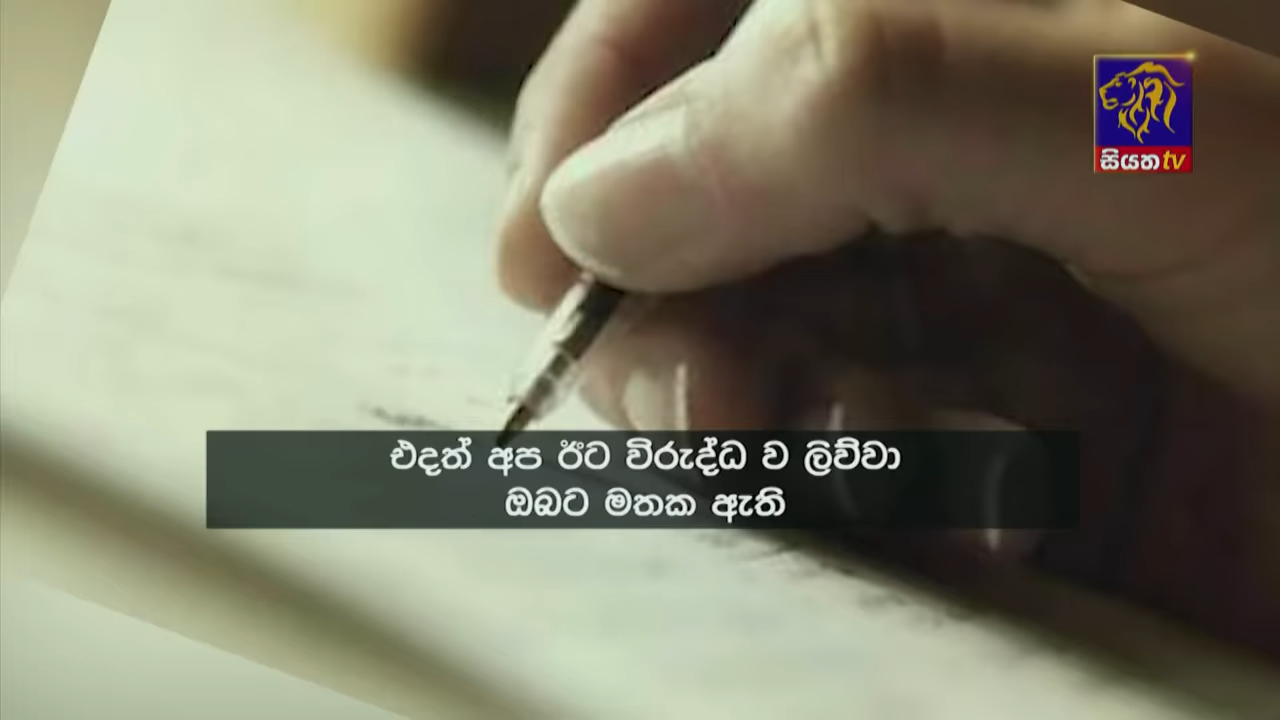 සියත tv
එදත් අප ඊට විරුද්ධ ව ලිව්වා
ඔබට මතක ඇති